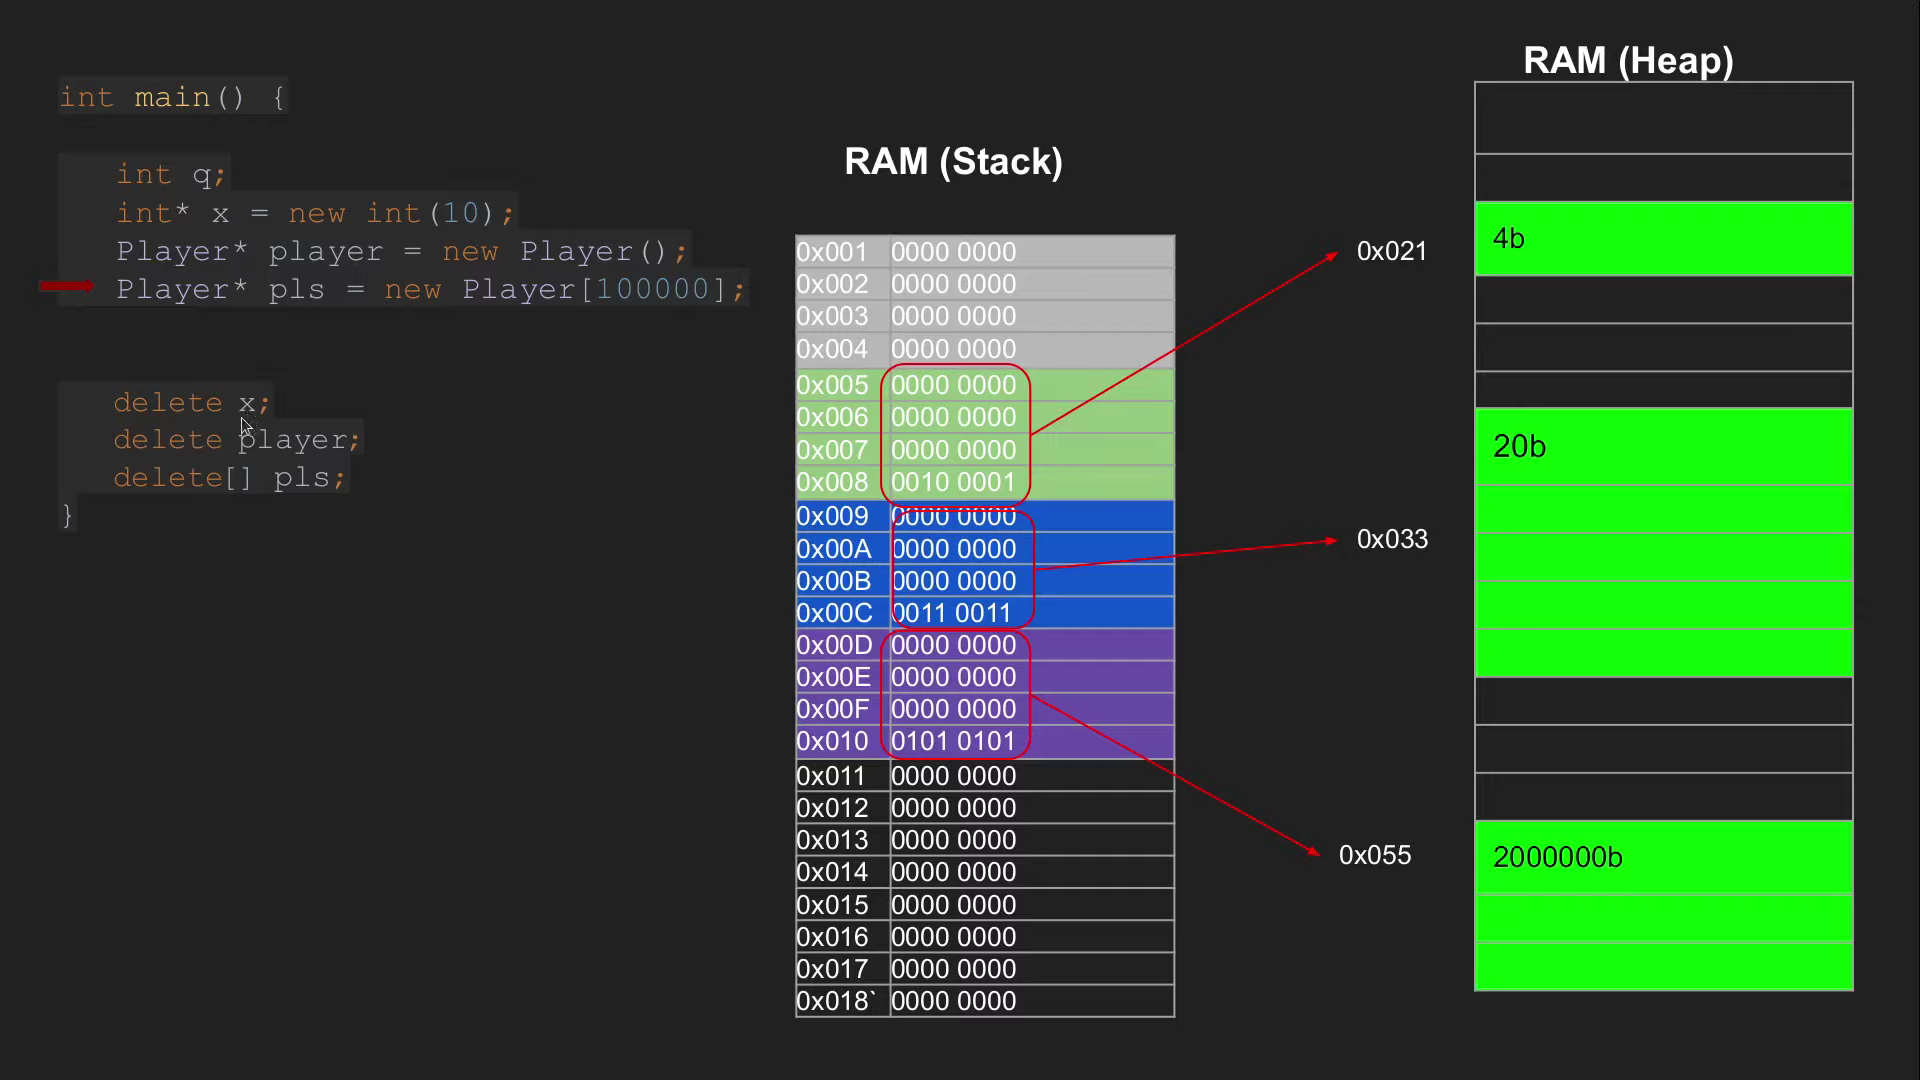 int main() {
int q;
int* x = new int(10);
Player* player = new Player();
Player* pls = new Player[100000];
delete x;
delete player;
delete[] pls;
}
RAM (Stack)
0x001 0000 0000
0x002 0000 0000
0x003 0000 0000
0x004 0000 0000
0x005 0000 0000
0x006 0000 0000
0x007 0000 0000
0x008 0010 0001
0x009 0000 0000
0x00A 0000 0000
0x00B 0000 0000
0x00C 0011 0011
0x00D 0000 0000
0x00E 0000 0000
0x00F 0000 0000
0x010 0101 0101
0x011 0000 0000
0x012 0000 0000
0x013 0000 0000
0x014 0000 0000
0x015 0000 0000
0x016 0000 0000
0x017 0000 0000
0x018` 0000 0000
RAM (Heap)
0x021 4b
20b
0x033
0x055 2000000b